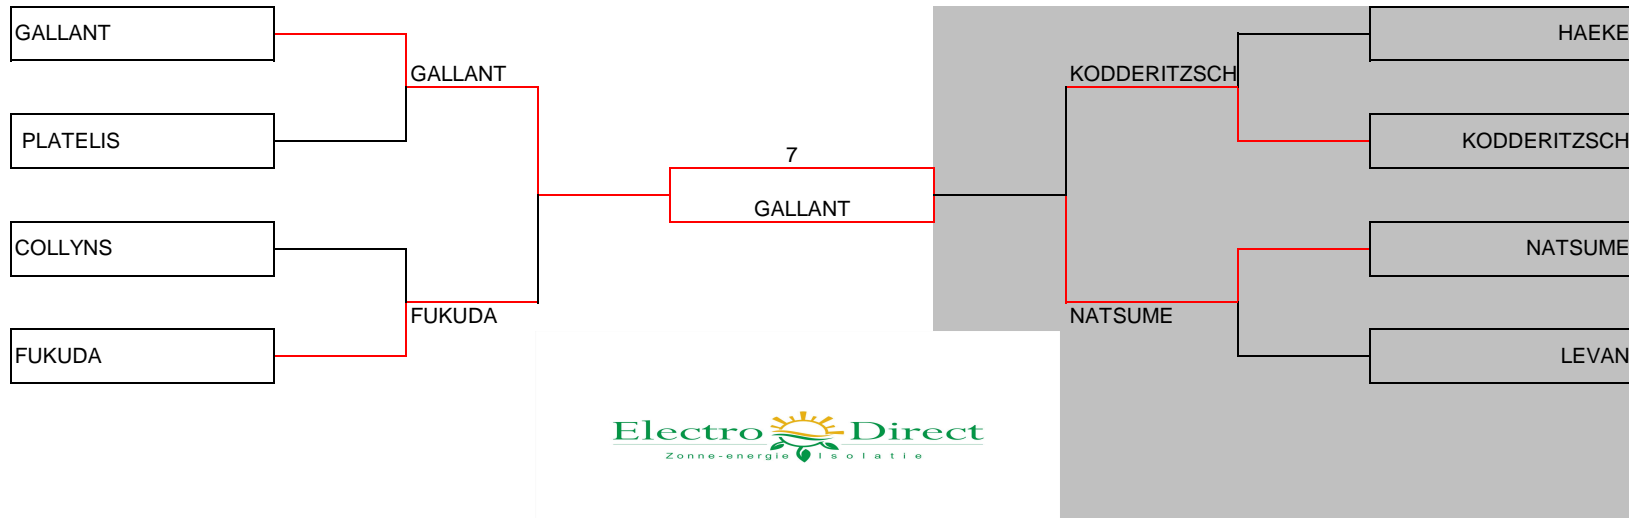 GALLANT
HAEKE
GALLANT
KODDERITZSCH
PLATELIS
KODDERITZSCH
7
GALLANT
COLLYNS
NATSUME
FUKUDA
NATSUME
FUKUDA
LEVAN
Electro Direct
Zonne-energie Isolatie